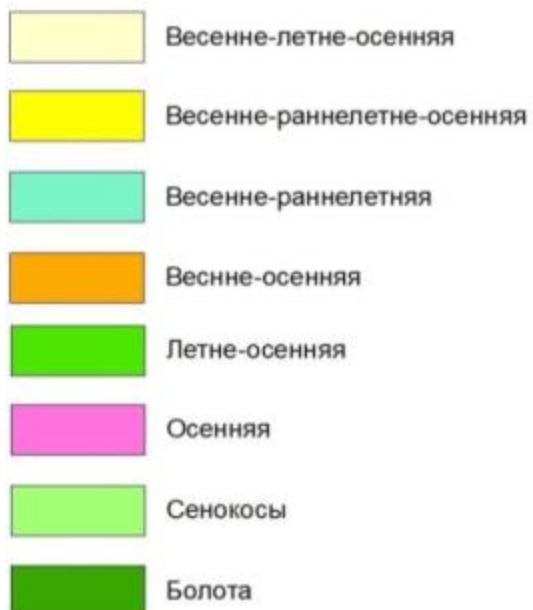 Весенне-летне-осенняя
Весенне-раннелетне-осенняя
Весенне-раннелетняя
Веснне-осенняя
Летне-осенняя
Осенняя
Сенокосы
Болота